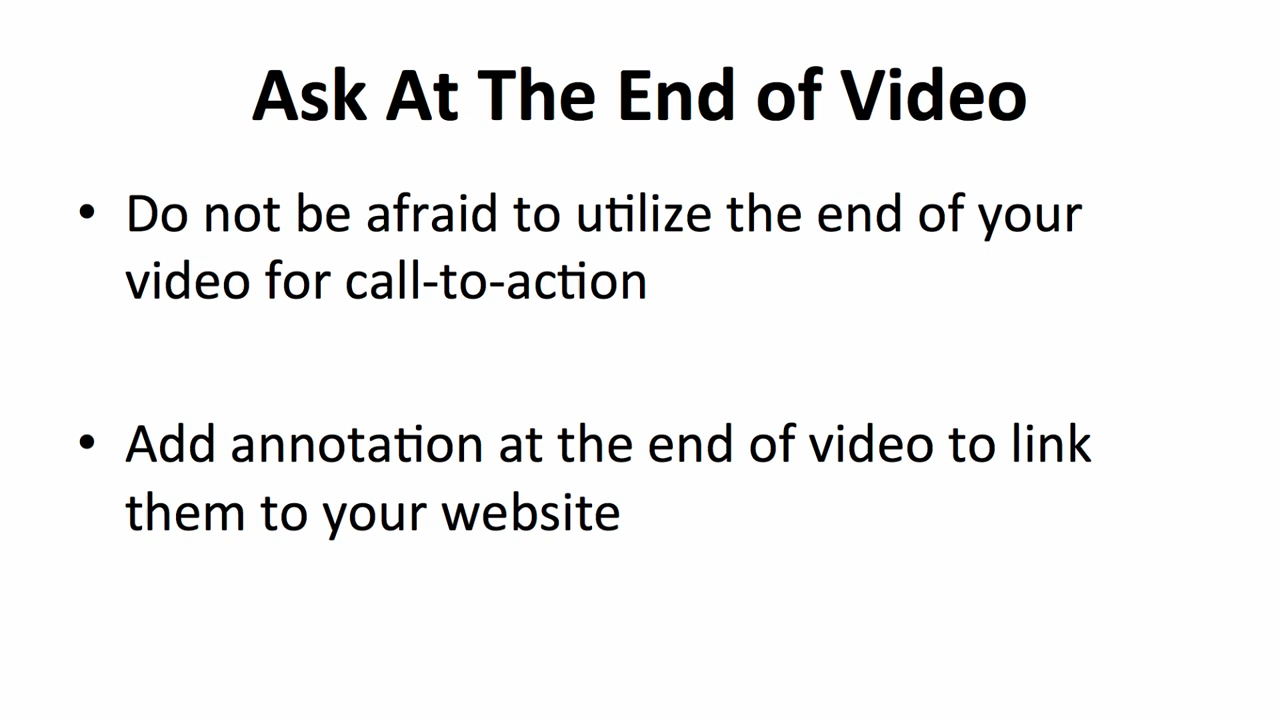 Ask At The End of Video
• Do not be afraid to utilize the end of your
video for call-to-action
• Add annotation at the end of video to link
them to your website